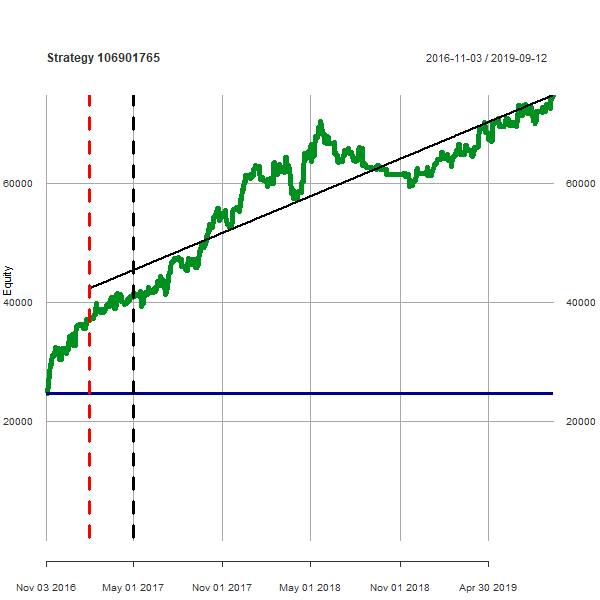 Strategy 106901765
2016-11-03 / 2019-09-12
60000
60000
Equity
40000
40000
20000
20000
Nov 03 2016
May 01 2017
Nov 01 2017
May 01 2018
Nov 01 2018
Apr 30 2019